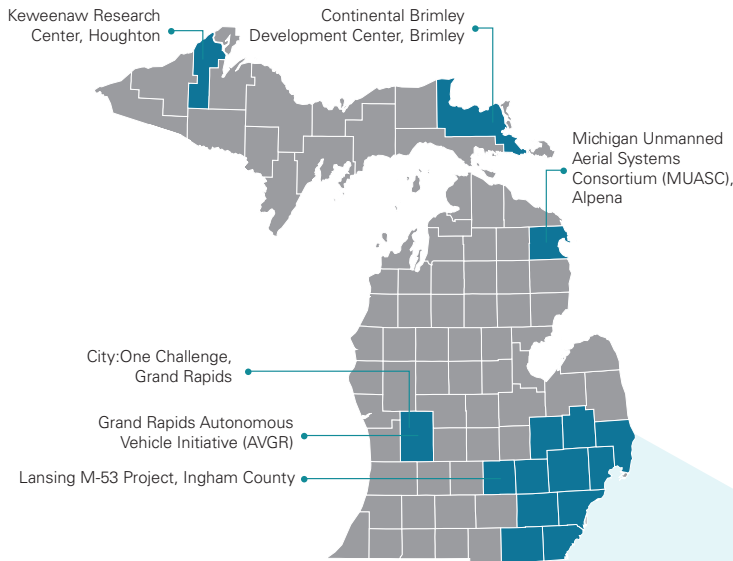 Keweenaw Research
Center, Houghton
Continental Brimley
Development Center, Brimley
Michigan Unmanned
Aerial Systems
Consortium (MUASC),
Alpena
City:One Challenge,
Grand Rapids
Grand Rapids Autonomous
Vehicle Initiative (AVGR)
Lansing M-53 Project, Ingham County